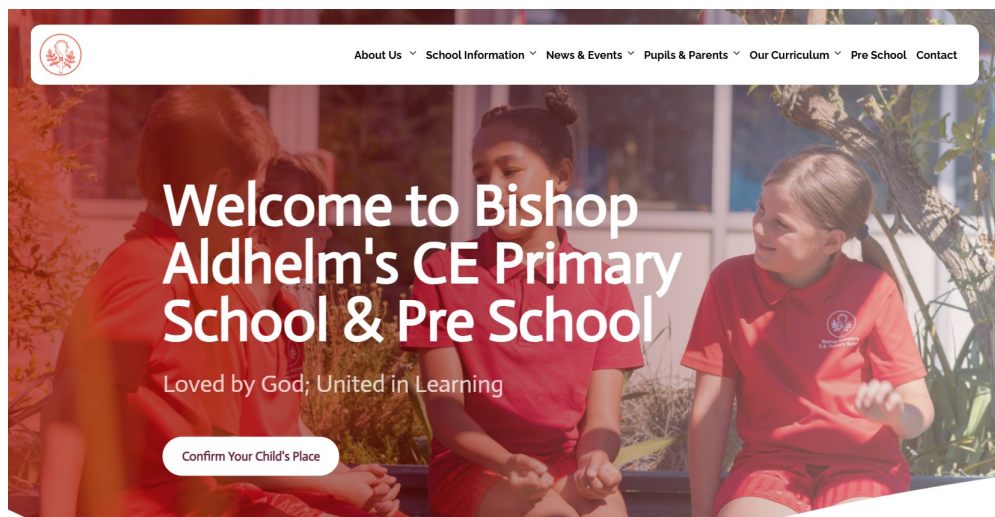 About Us School Information News & Events Pupils & Parents Our Curriculum Pre School Contact
Welcome to Bishop
Aldhelm's CE Primary
School & Pre School
Loved by God; United in Learning
Confirm Your Child's Place